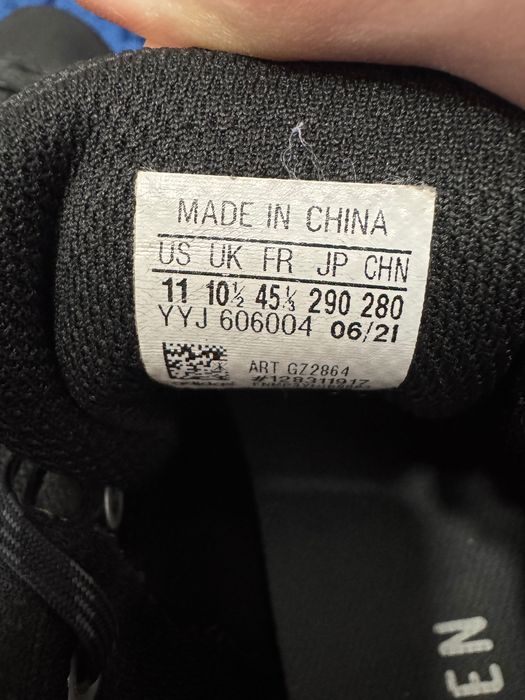 MADE IN CHINA
US UK FR JP CHN
11 10½ 45⅓ 290 280
YYJ 606004 06/21
ART GZ2864
#128311917
EN